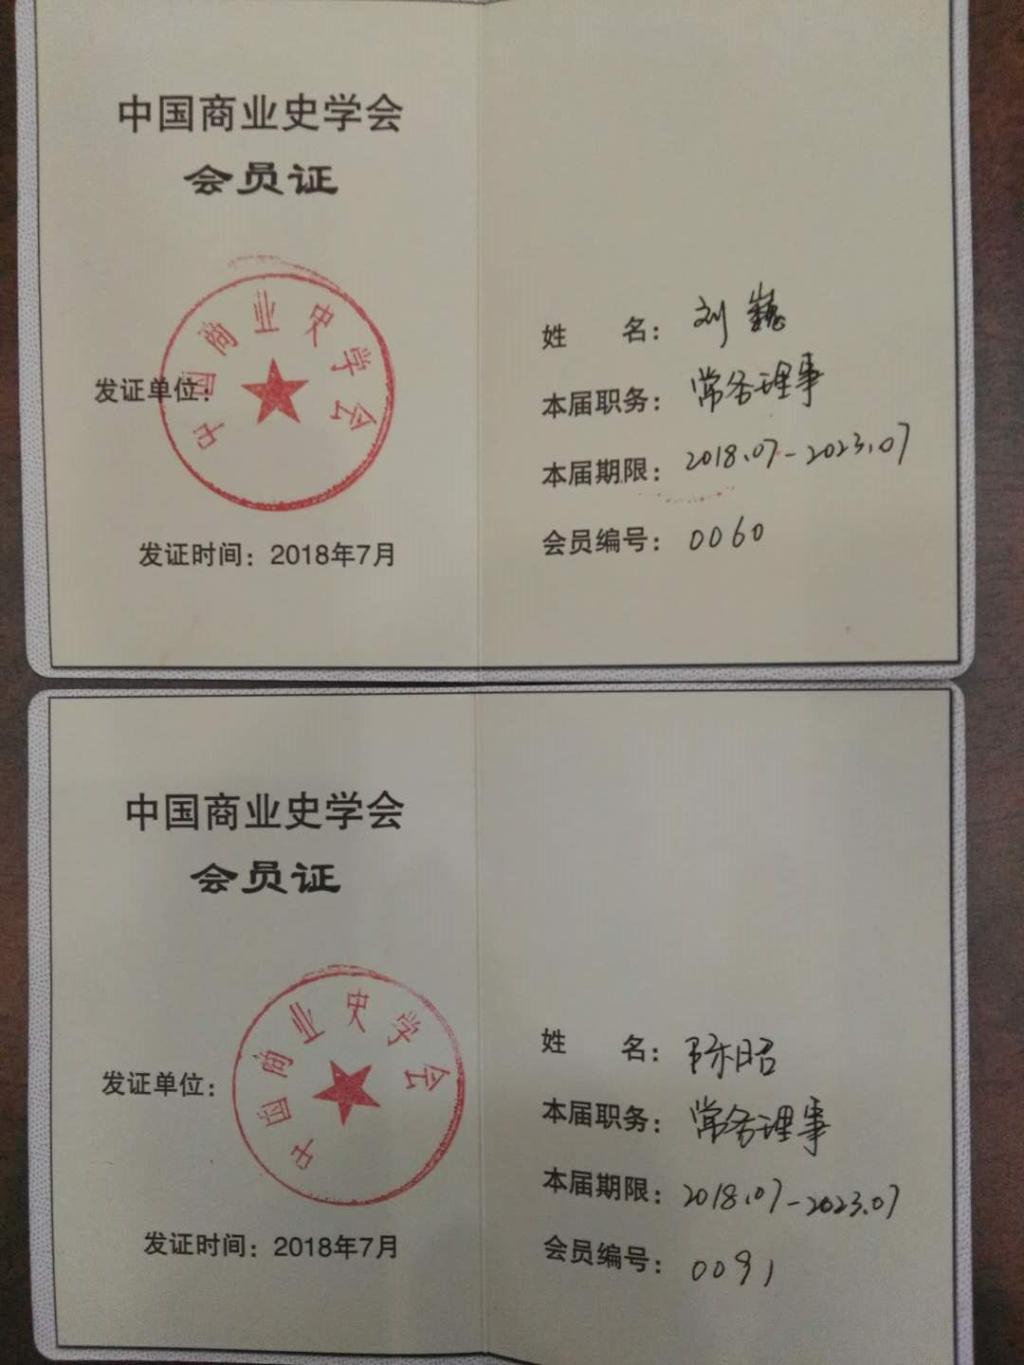 中国商业史学会
会员证
中国商业史学会
发证单位：
发证时间：2018年7月
姓 名：刘巍
本届职务：常务理事
本届期限：2018.07-2023.07
会员编号：0060
中国商业史学会
会员证
中国商业史学会
发证单位：
发证时间：2018年7月
姓 名：陈昭
本届职务：常务理事
本届期限：2018.07-2023.07
会员编号：0091